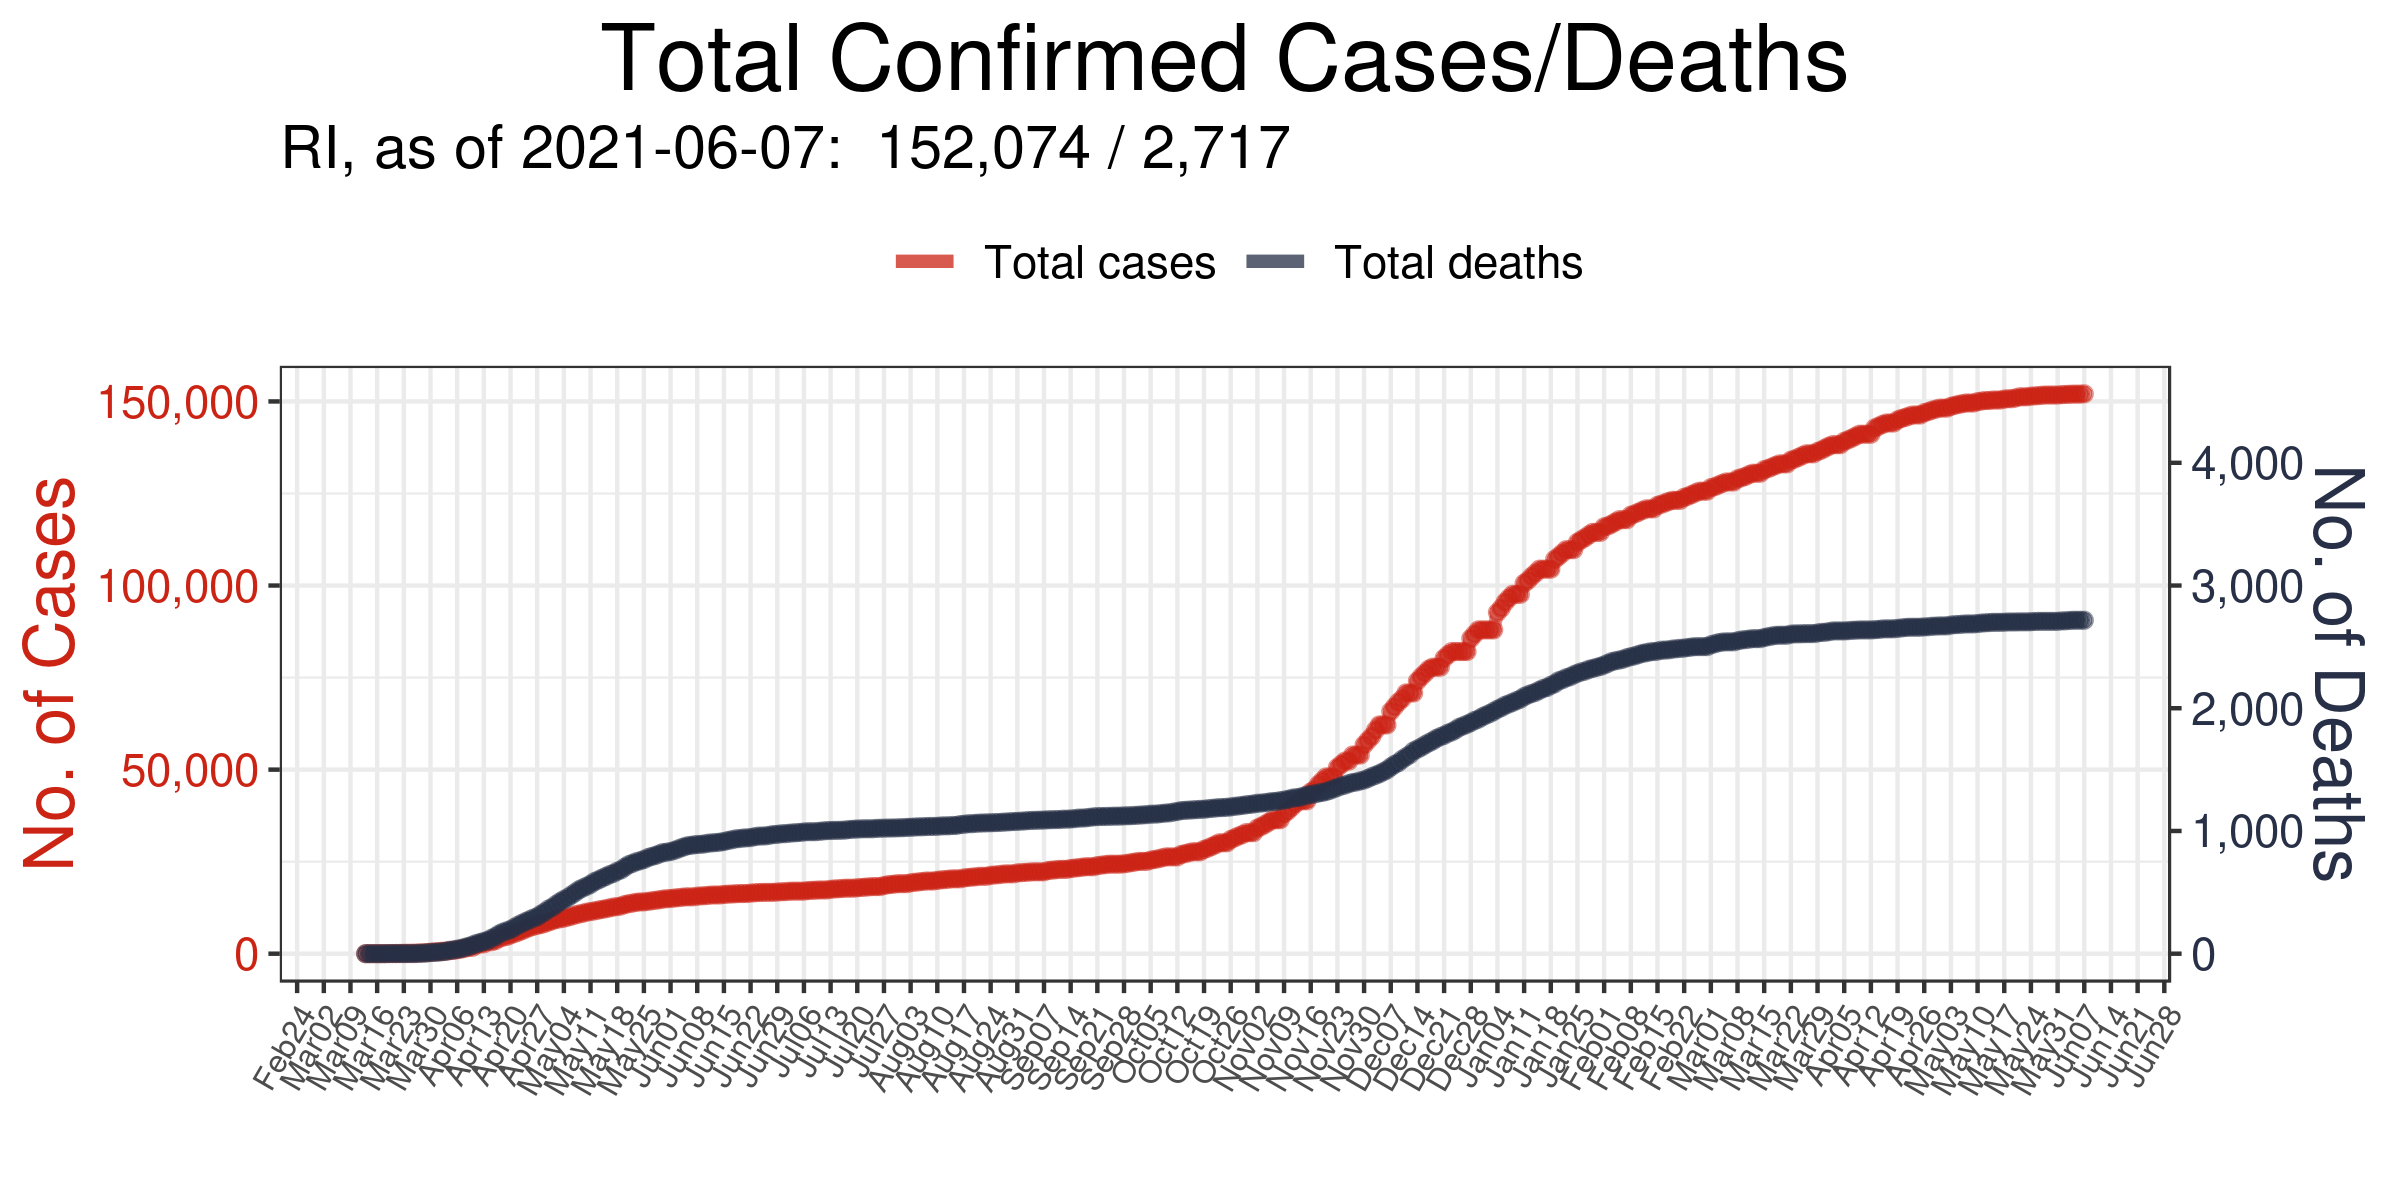 Total Confirmed Cases/Deaths
RI, as of 2021-06-07:  152,074 / 2,717
Total cases
Total deaths
No. of Cases
150,000
100,000
50,000
0
4,000
3,000
2,000
1,000
0
No. of Deaths
Feb24
Mar02
Mar09
Mar16
Mar23
Mar30
Apr06
Apr13
Apr20
Apr27
May04
May11
May18
May25
Jun01
Jun08
Jun15
Jun22
Jun29
Jul06
Jul13
Jul20
Jul27
Aug03
Aug10
Aug17
Aug24
Aug31
Sep07
Sep14
Sep21
Sep28
Oct05
Oct12
Oct19
Oct26
Nov02
Nov09
Nov16
Nov23
Nov30
Dec07
Dec14
Dec21
Dec28
Jan04
Jan11
Jan18
Jan25
Feb01
Feb08
Feb15
Feb22
Mar01
Mar08
Mar15
Mar22
Mar29
Apr05
Apr12
Apr19
Apr26
May03
May10
May17
May24
May31
Jun07
Jun14
Jun21
Jun28